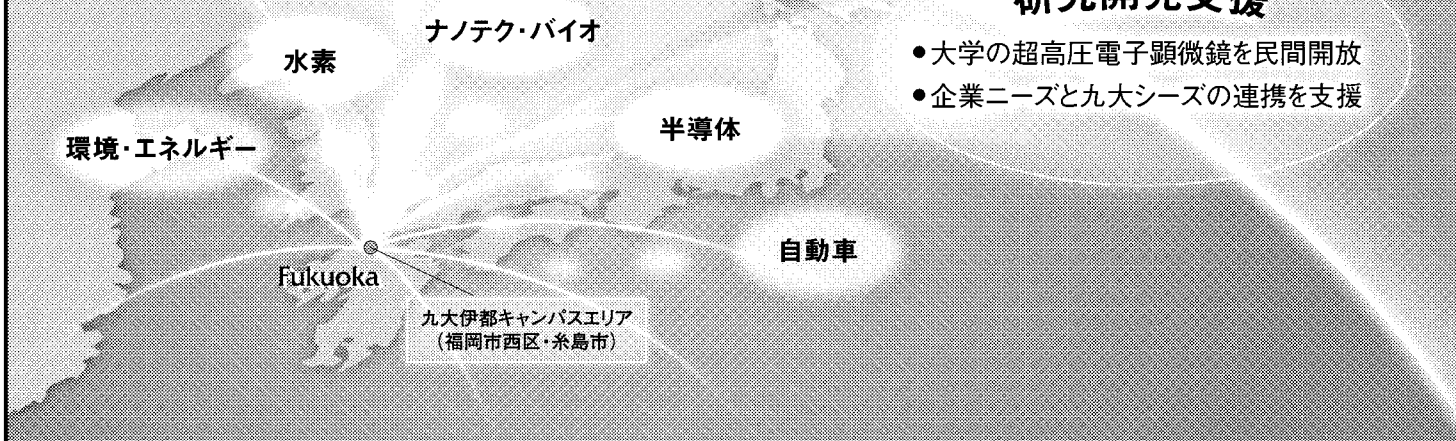 研究開発支援
ナノテク・バイオ
水素
●大学の超高圧電子顕微鏡を民間開放
●企業ニーズと九大シーズの連携を支援
半導体
環境・エネルギー
自動車
Fukuoka
九大伊都キャンパスエリア
（福岡市西区・糸島市）